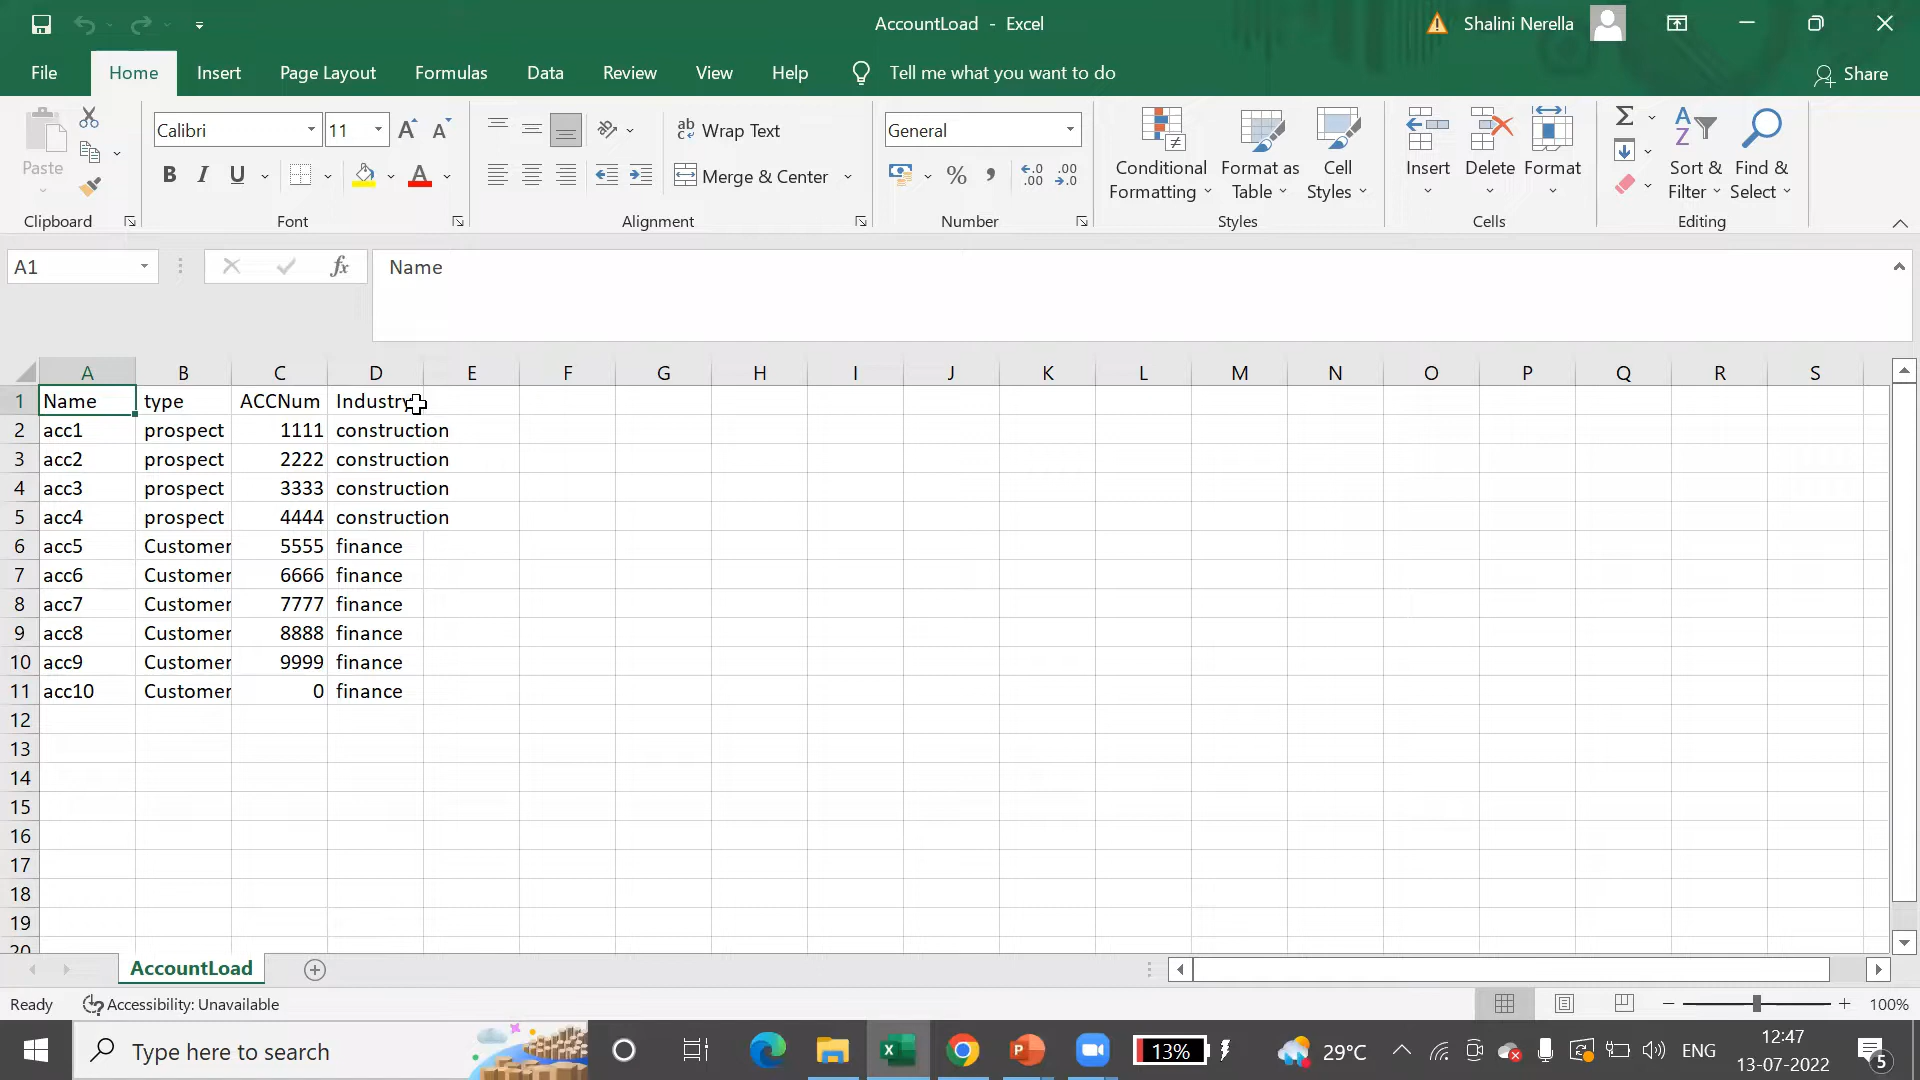 AccountLoad - Excel
Shalini Nerella
File Home Insert Page Layout Formulas Data Review View Help Tell me what you want to do Share
Calibri 11
Wrap Text
General
Paste
B I U
A
Merge & Center
%
Conditional Formatting
Format as Table
Cell Styles
Insert Delete Format
Sort & Filter
Find & Select
Clipboard Font Alignment Number Styles Cells Editing
A1 fx Name
A B C D E F G H I J K L M N O P Q R S
1 Name type ACCNum Industry
2 acc1 prospect 1111 construction
3 acc2 prospect 2222 construction
4 acc3 prospect 3333 construction
5 acc4 prospect 4444 construction
6 acc5 Customer 5555 finance
7 acc6 Customer 6666 finance
8 acc7 Customer 7777 finance
9 acc8 Customer 8888 finance
10 acc9 Customer 9999 finance
11 acc10 Customer 0 finance
12
13
14
15
16
17
18
19
20
AccountLoad
Ready Accessibility: Unavailable 100%
Type here to search
13%
29°C
ENG
12:47
13-07-2022
5